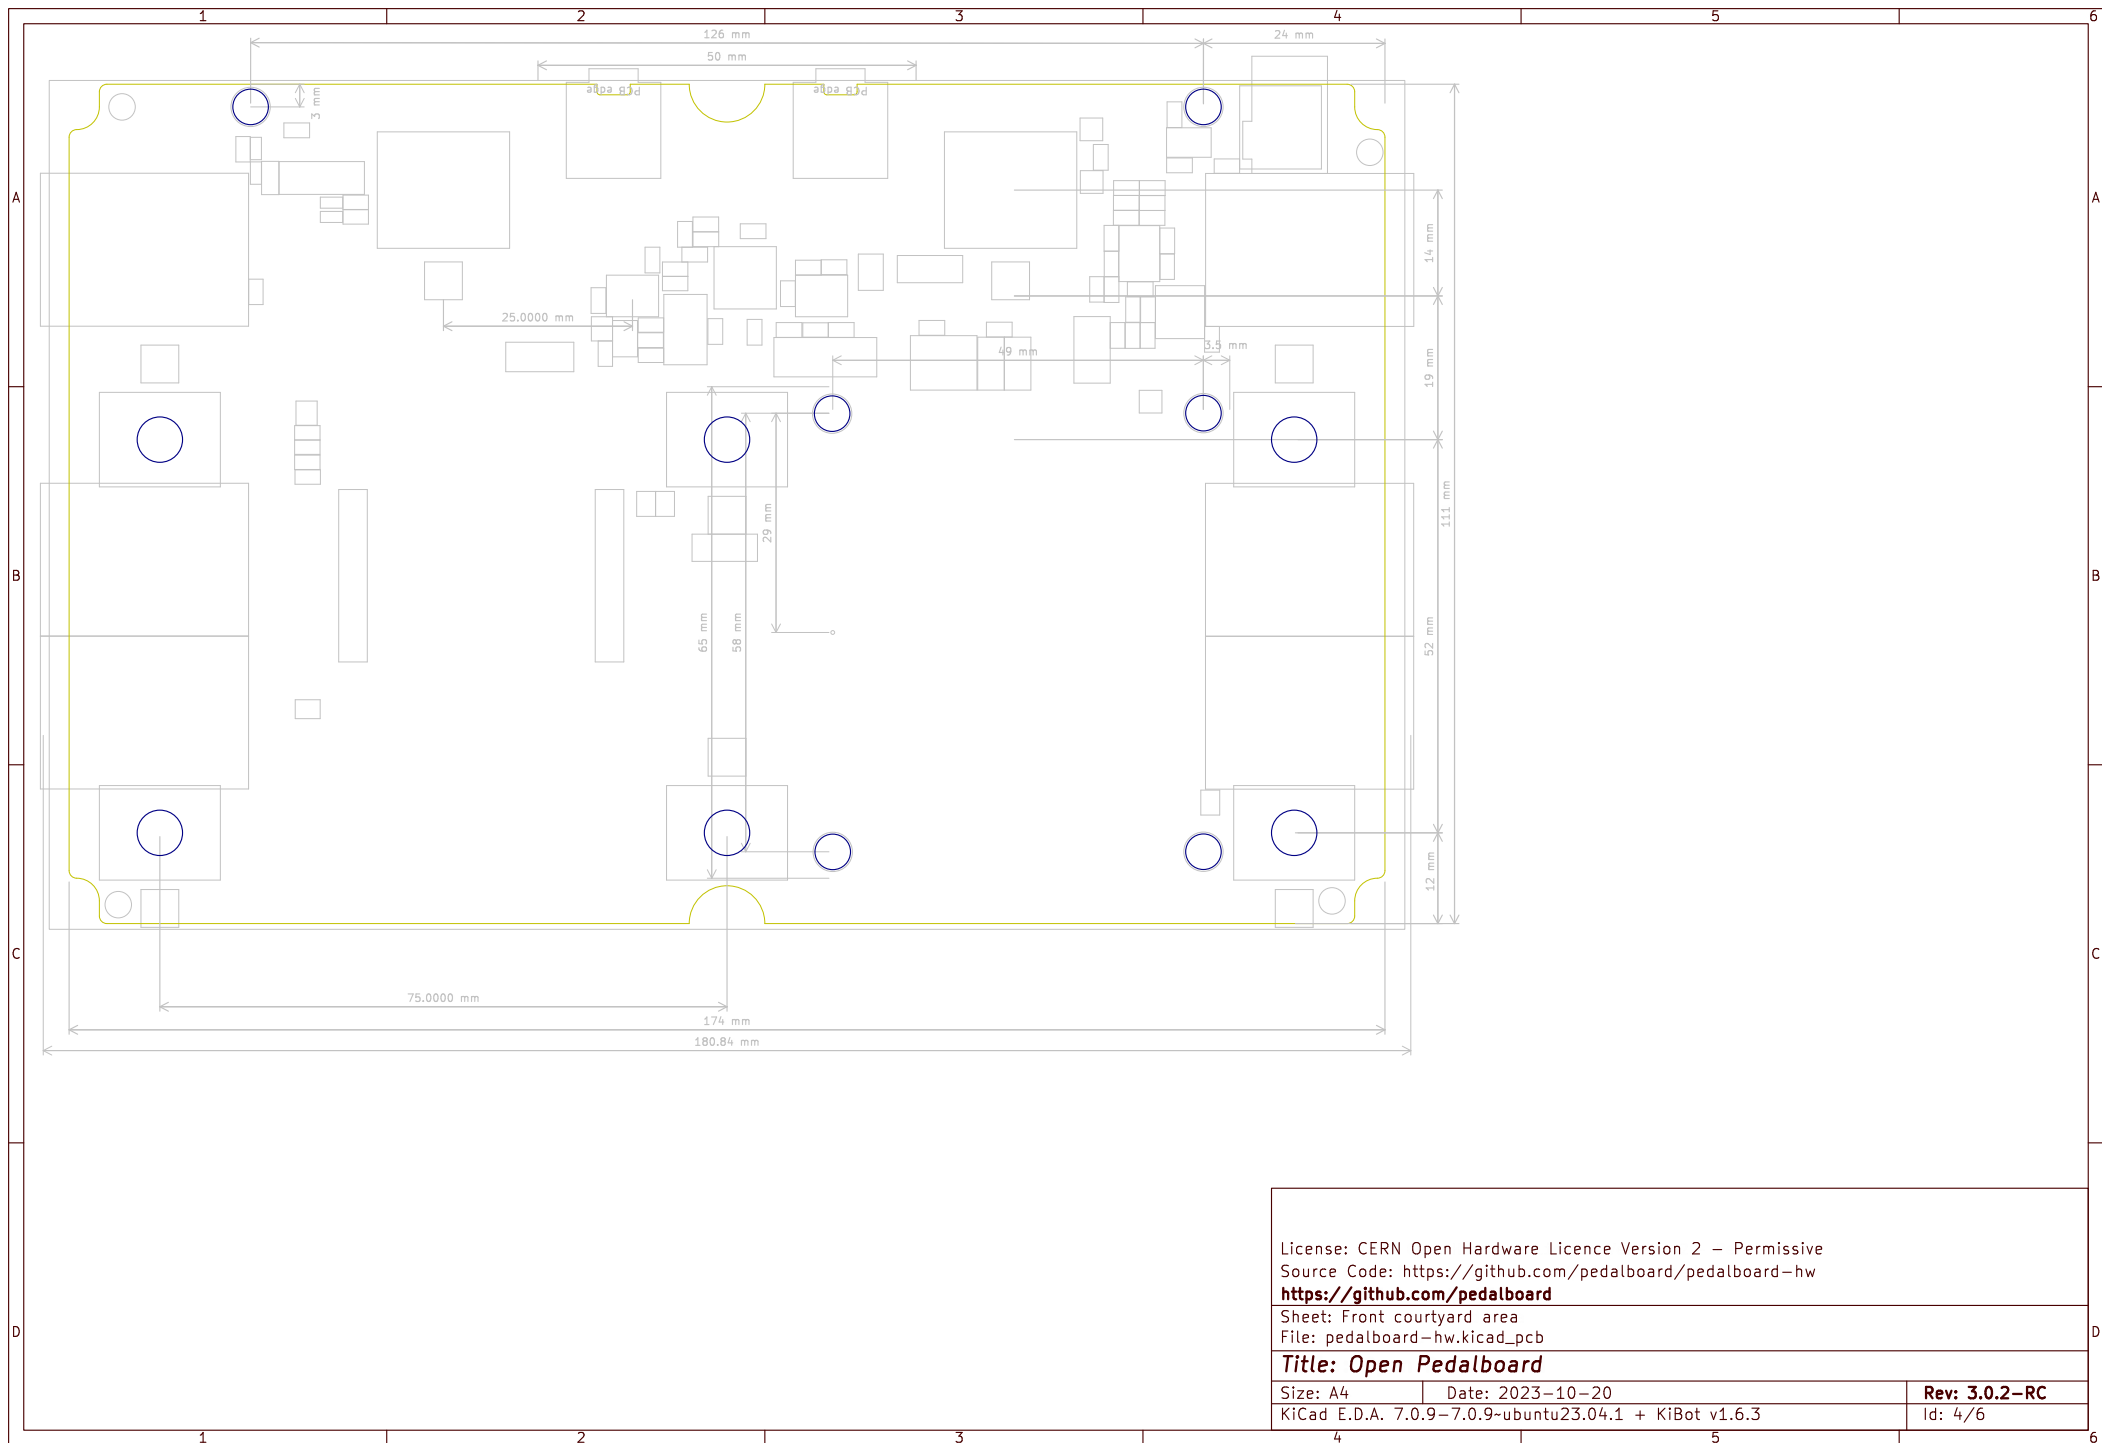 1 2 3 4 5 6
126 mm
24 mm
50 mm
PCB edge
PCB edge
3 mm
A
A
14 mm
25.0000 mm
49 mm
3.5 mm
19 mm
29 mm
111 mm
B
B
65 mm
58 mm
52 mm
12 mm
C
C
75.0000 mm
174 mm
180.84 mm
License: CERN Open Hardware Licence Version 2 - Permissive
Source Code: https://github.com/pedalboard/pedalboard-hw
https://github.com/pedalboard
Sheet: Front courtyard area
File: pedalboard-hw.kicad_pcb
D
D
Title: Open Pedalboard
Size: A4
Date: 2023-10-20
Rev: 3.0.2-RC
KiCad E.D.A. 7.0.9-7.0.9~ubuntu23.04.1 + KiBot v1.6.3
Id: 4/6
1 2 3 4 5 6